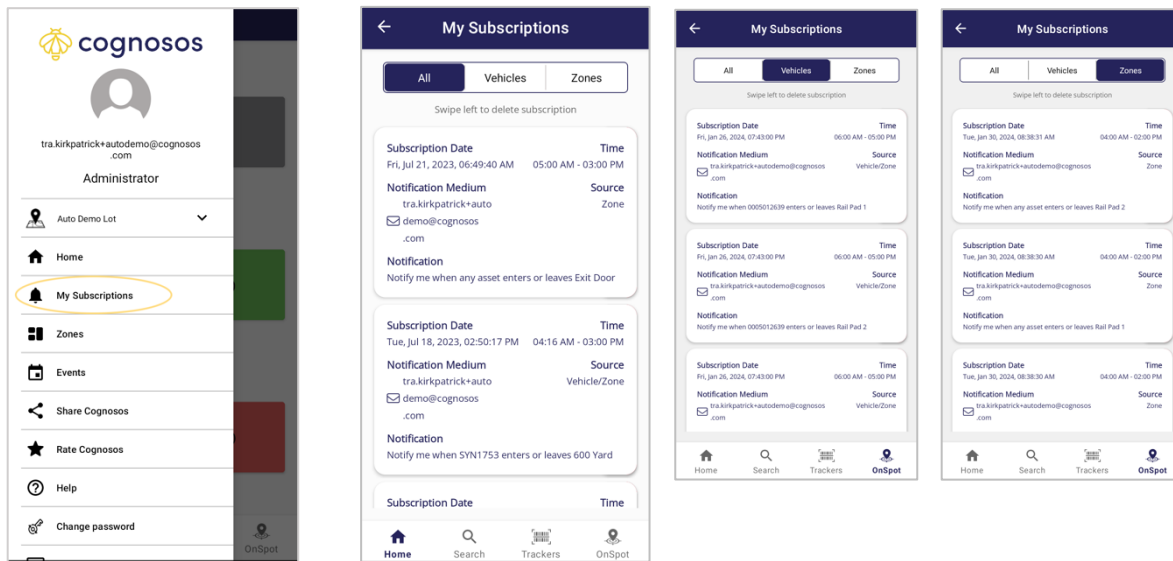 cognosos
tra.kirkpatrick+autodemo@cognosos
.com
Administrator
Auto Demo Lot
Home
My Subscriptions
Zones
Events
Share Cognosos
Rate Cognosos
Help
Change password
OnSpot
My Subscriptions
All Vehicles Zones
Swipe left to delete subscription
Subscription Date Time
Fri, Jul 21, 2023, 06:49:40 AM 05:00 AM - 03:00 PM
Notification Medium Source
tra.kirkpatrick+auto Zone
demo@cognosos
.com
Notification
Notify me when any asset enters or leaves Exit Door
Subscription Date Time
Tue, Jul 18, 2023, 02:50:17 PM 04:16 AM - 03:00 PM
Notification Medium Source
tra.kirkpatrick+auto Vehicle/Zone
demo@cognosos
.com
Notification
Notify me when SYN1753 enters or leaves 600 Yard
Subscription Date Time
Home Search Trackers OnSpot
My Subscriptions
All Vehicles Zones
Swipe left to delete subscription
Subscription Date Time
Fri, Jan 26, 2024, 07:43:00 PM 06:00 AM - 05:00 PM
Notification Medium Source
tra.kirkpatrick+autodemo@cognosos Vehicle/Zone
.com
Notification
Notify me when 0005012639 enters or leaves Rail Pad 1
Subscription Date Time
Fri, Jan 26, 2024, 07:43:00 PM 06:00 AM - 05:00 PM
Notification Medium Source
tra.kirkpatrick+autodemo@cognosos Vehicle/Zone
.com
Notification
Notify me when 0005012639 enters or leaves Rail Pad 2
Subscription Date Time
Fri, Jan 26, 2024, 07:43:00 PM 06:00 AM - 05:00 PM
Notification Medium Source
tra.kirkpatrick+autodemo@cognosos Vehicle/Zone
.com
Home Search Trackers OnSpot
My Subscriptions
All Vehicles Zones
Swipe left to delete subscription
Subscription Date Time
Tue, Jan 30, 2024, 08:38:31 AM 04:00 AM - 02:00 PM
Notification Medium Source
tra.kirkpatrick+autodemo@cognosos Zone
.com
Notification
Notify me when any asset enters or leaves Rail Pad 2
Subscription Date Time
Tue, Jan 30, 2024, 08:38:30 AM 04:00 AM - 02:00 PM
Notification Medium Source
tra.kirkpatrick+autodemo@cognosos Zone
.com
Notification
Notify me when any asset enters or leaves Rail Pad 1
Subscription Date Time
Tue, Jan 30, 2024, 08:38:30 AM 04:00 AM - 02:00 PM
Notification Medium Source
tra.kirkpatrick+autodemo@cognosos Zone
.com
Home Search Trackers OnSpot